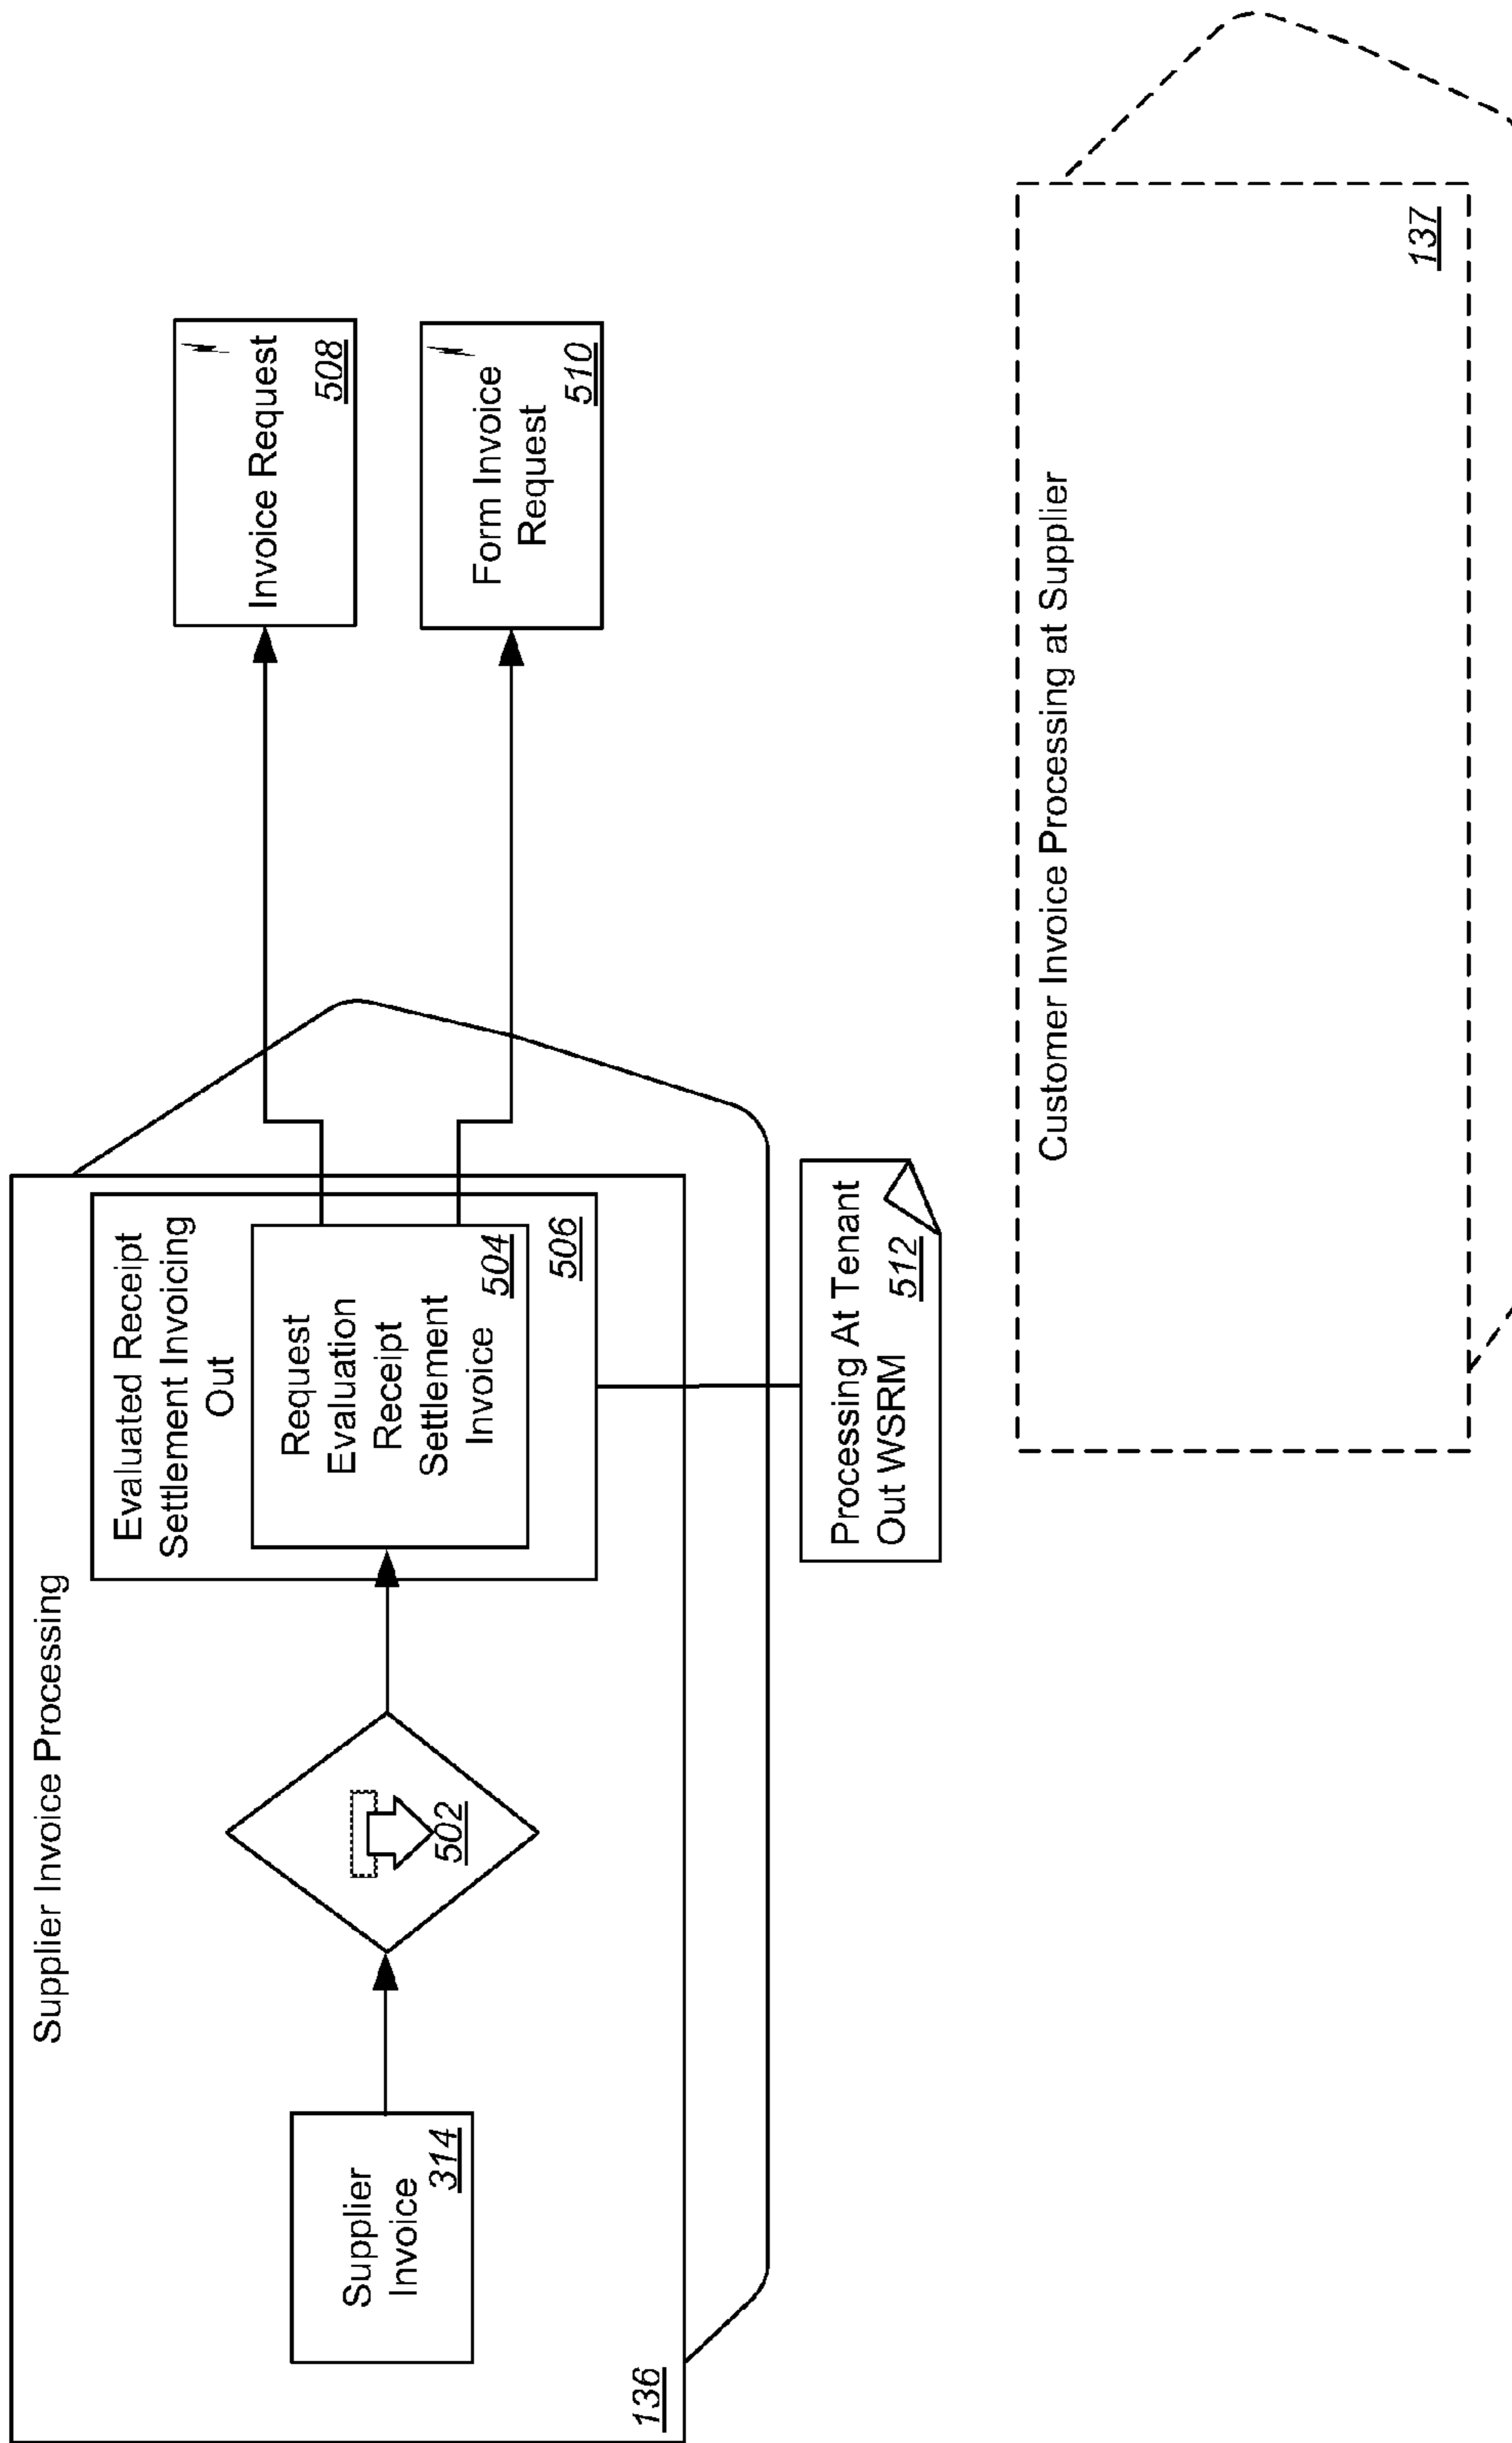 Supplier Invoice Processing
Supplier
Invoice
314
502
Evaluated Receipt
Settlement Invoicing
Out
Request
Evaluation
Receipt
Settlement
Invoice
504
506
136
Invoice Request
508
Form Invoice
Request
510
Processing At Tenant
Out WSRM
512
Customer Invoice Processing at Supplier
137